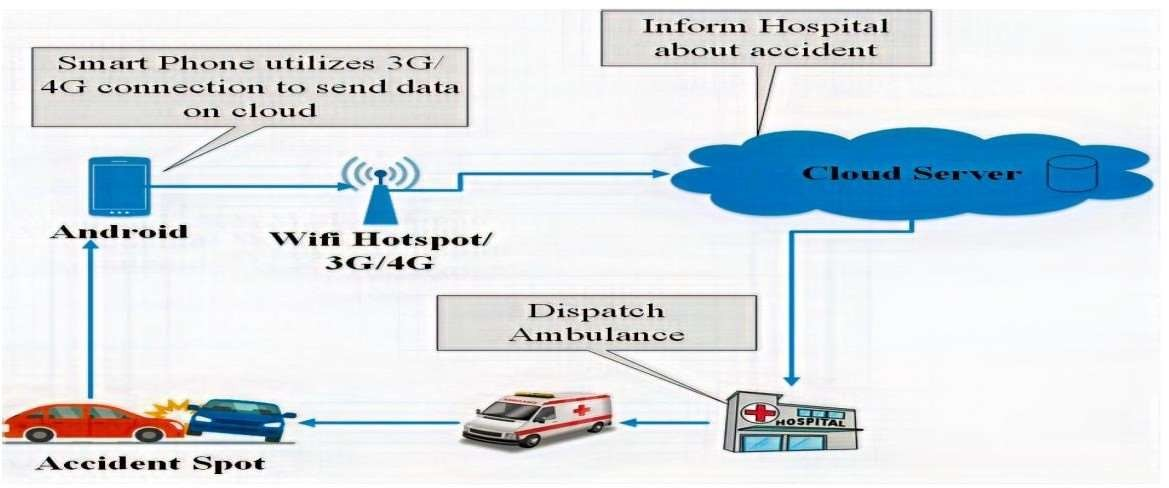 Inform Hospital
about accident
Smart Phone utilizes 3G/
4G connection to send data
on cloud
Cloud Server
Android
Wifi Hotspot/
3G/4G
Dispatch
Ambulance
HOSPITAL
Accident Spot